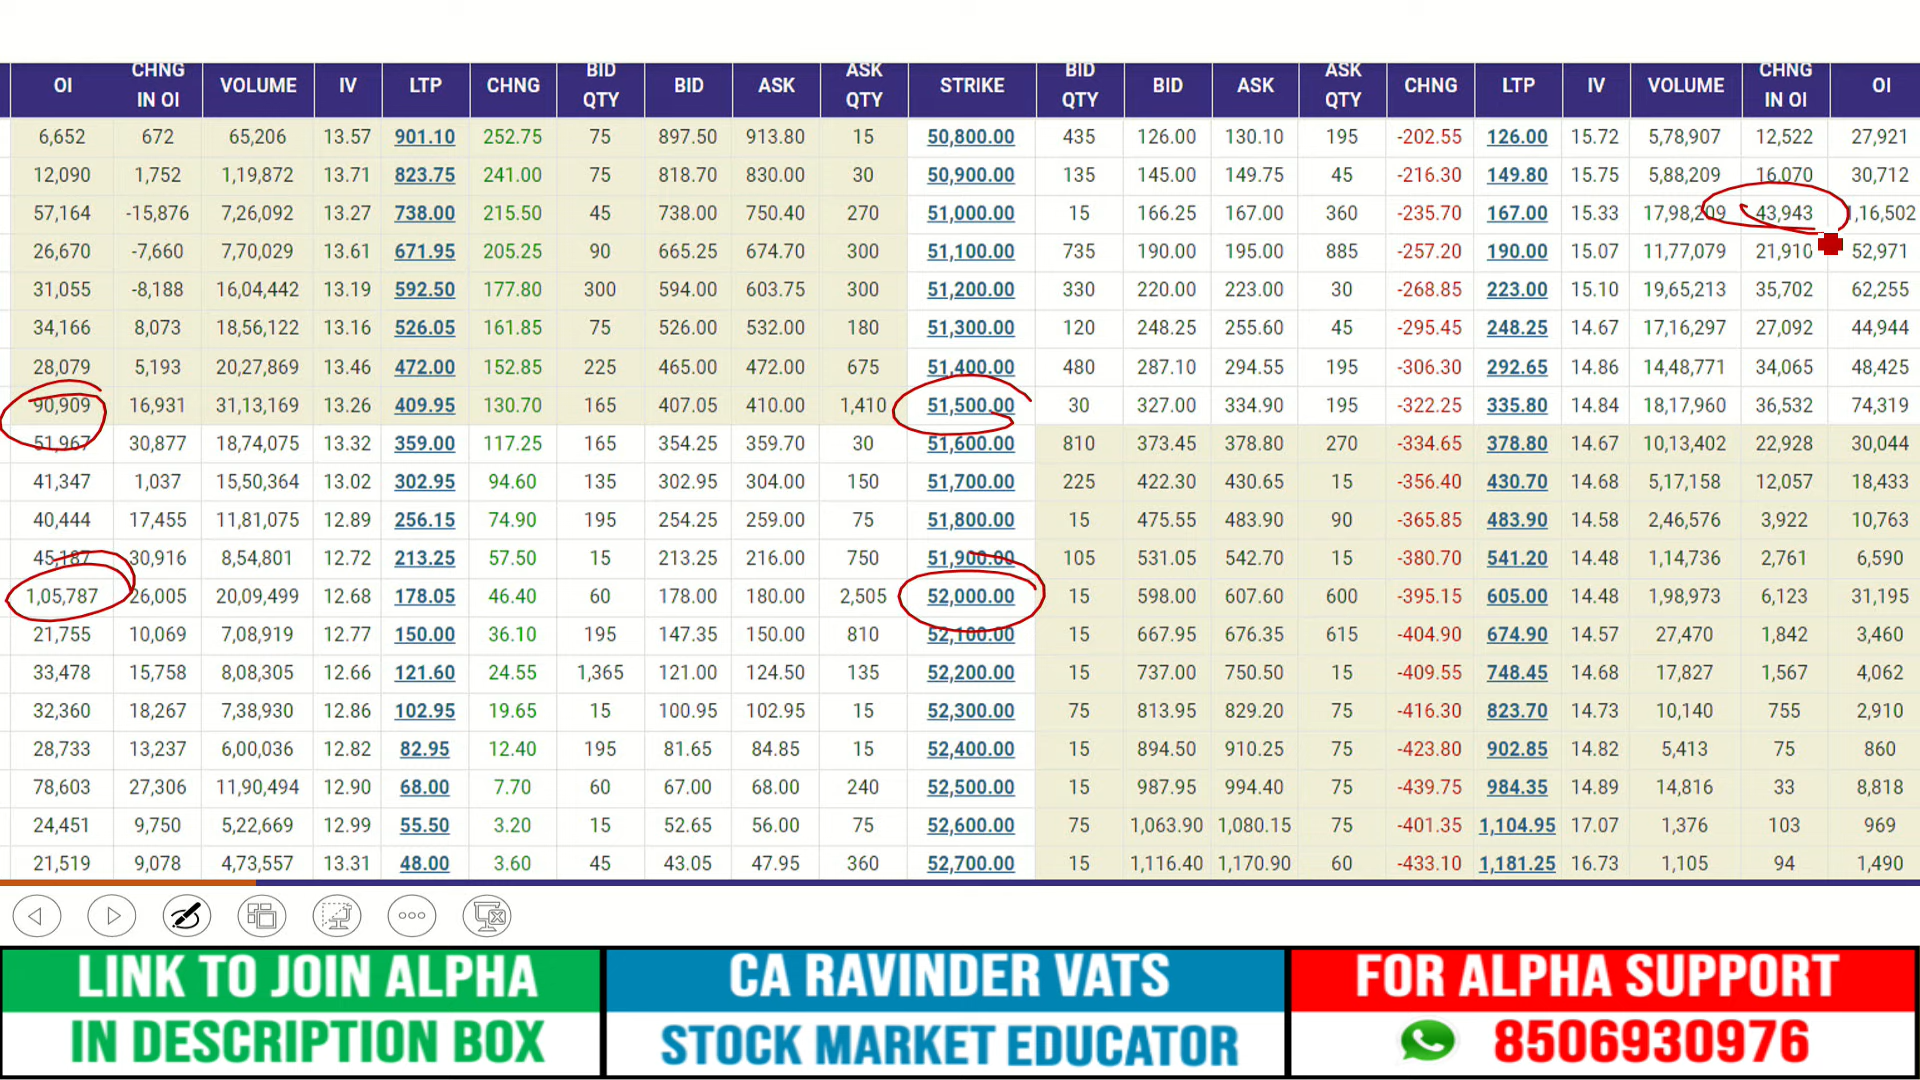 OI CHNG IN OI VOLUME IV LTP CHNG BID QTY BID ASK ASK QTY STRIKE BID QTY BID ASK ASK QTY CHNG LTP IV VOLUME CHNG IN OI OI
6,652 672 65,206 13.57 901.10 252.75 75 897.50 913.80 15 50,800.00 435 126.00 130.10 195 -202.55 126.00 15.72 5,78,907 12,522 27,921
12,090 1,752 1,19,872 13.71 823.75 241.00 75 818.70 830.00 30 50,900.00 135 145.00 149.75 45 -216.30 149.80 15.75 5,88,209 16,070 30,712
57,164 -15,876 7,26,092 13.27 738.00 215.50 45 738.00 750.40 270 51,000.00 15 166.25 167.00 360 -235.70 167.00 15.33 17,98,209 43,943 1,16,502
26,670 -7,660 7,70,029 13.61 671.95 205.25 90 665.25 674.70 300 51,100.00 735 190.00 195.00 885 -257.20 190.00 15.07 11,77,079 21,910 52,971
31,055 -8,188 16,04,442 13.19 592.50 177.80 300 594.00 603.75 300 51,200.00 330 220.00 223.00 30 -268.85 223.00 15.10 19,65,213 35,702 62,255
34,166 8,073 18,56,122 13.16 526.05 161.85 75 526.00 532.00 180 51,300.00 120 248.25 255.60 45 -295.45 248.25 14.67 17,16,297 27,092 44,944
28,079 5,193 20,27,869 13.46 472.00 152.85 225 465.00 472.00 675 51,400.00 480 287.10 294.55 195 -306.30 292.65 14.86 14,48,771 34,065 48,425
90,909 16,931 31,13,169 13.26 409.95 130.70 165 407.05 410.00 1,410 51,500.00 30 327.00 334.90 195 -322.25 335.80 14.84 18,17,960 36,532 74,319
51,967 30,877 18,74,075 13.32 359.00 117.25 165 354.25 359.70 30 51,600.00 810 373.45 378.80 270 -334.65 378.80 14.67 10,13,402 22,928 30,044
41,347 1,037 15,50,364 13.02 302.95 94.60 135 302.95 304.00 150 51,700.00 225 422.30 430.65 15 -356.40 430.70 14.68 5,17,158 12,057 18,433
40,444 17,455 11,81,075 12.89 256.15 74.90 195 254.25 259.00 75 51,800.00 15 475.55 483.90 90 -365.85 483.90 14.58 2,46,576 3,922 10,763
45,187 30,916 8,54,801 12.72 213.25 57.50 15 213.25 216.00 750 51,900.00 105 531.05 542.70 15 -380.70 541.20 14.48 1,14,736 2,761 6,590
1,05,787 26,005 20,09,499 12.68 178.05 46.40 60 178.00 180.00 2,505 52,000.00 15 598.00 607.60 600 -395.15 605.00 14.48 1,98,973 6,123 31,195
21,755 10,069 7,08,919 12.77 150.00 36.10 195 147.35 150.00 810 52,100.00 15 667.95 676.35 615 -404.90 674.90 14.57 27,470 1,842 3,460
33,478 15,758 8,08,305 12.66 121.60 24.55 1,365 121.00 124.50 135 52,200.00 15 737.00 750.50 15 -409.55 748.45 14.68 17,827 1,567 4,062
32,360 18,267 7,38,930 12.86 102.95 19.65 15 100.95 102.95 15 52,300.00 75 813.95 829.20 75 -416.30 823.70 14.73 10,140 755 2,910
28,733 13,237 6,00,036 12.82 82.95 12.40 195 81.65 84.85 15 52,400.00 15 894.50 910.25 75 -423.80 902.85 14.82 5,413 75 860
78,603 27,306 11,90,494 12.90 68.00 7.70 60 67.00 68.00 240 52,500.00 15 987.95 994.40 75 -439.75 984.35 14.89 14,816 33 8,818
24,451 9,750 5,22,669 12.99 55.50 3.20 15 52.65 56.00 75 52,600.00 75 1,063.90 1,080.15 75 -401.35 1,104.95 17.07 1,376 103 969
21,519 9,078 4,73,557 13.31 48.00 3.60 45 43.05 47.95 360 52,700.00 15 1,116.40 1,170.90 60 -433.10 1,181.25 16.73 1,105 94 1,490
LINK TO JOIN ALPHA
IN DESCRIPTION BOX
CA RAVINDER VATS
STOCK MARKET EDUCATOR
FOR ALPHA SUPPORT
8506930976